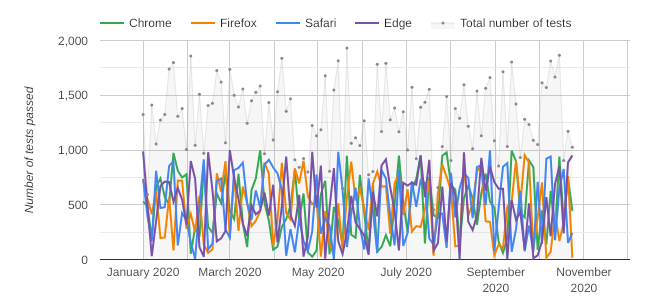 Chrome Firefox Safari Edge Total number of tests
2,000
1,500
1,000
500
0
Number of tests passed
January 2020 March 2020 May 2020 July 2020 September 2020 November 2020